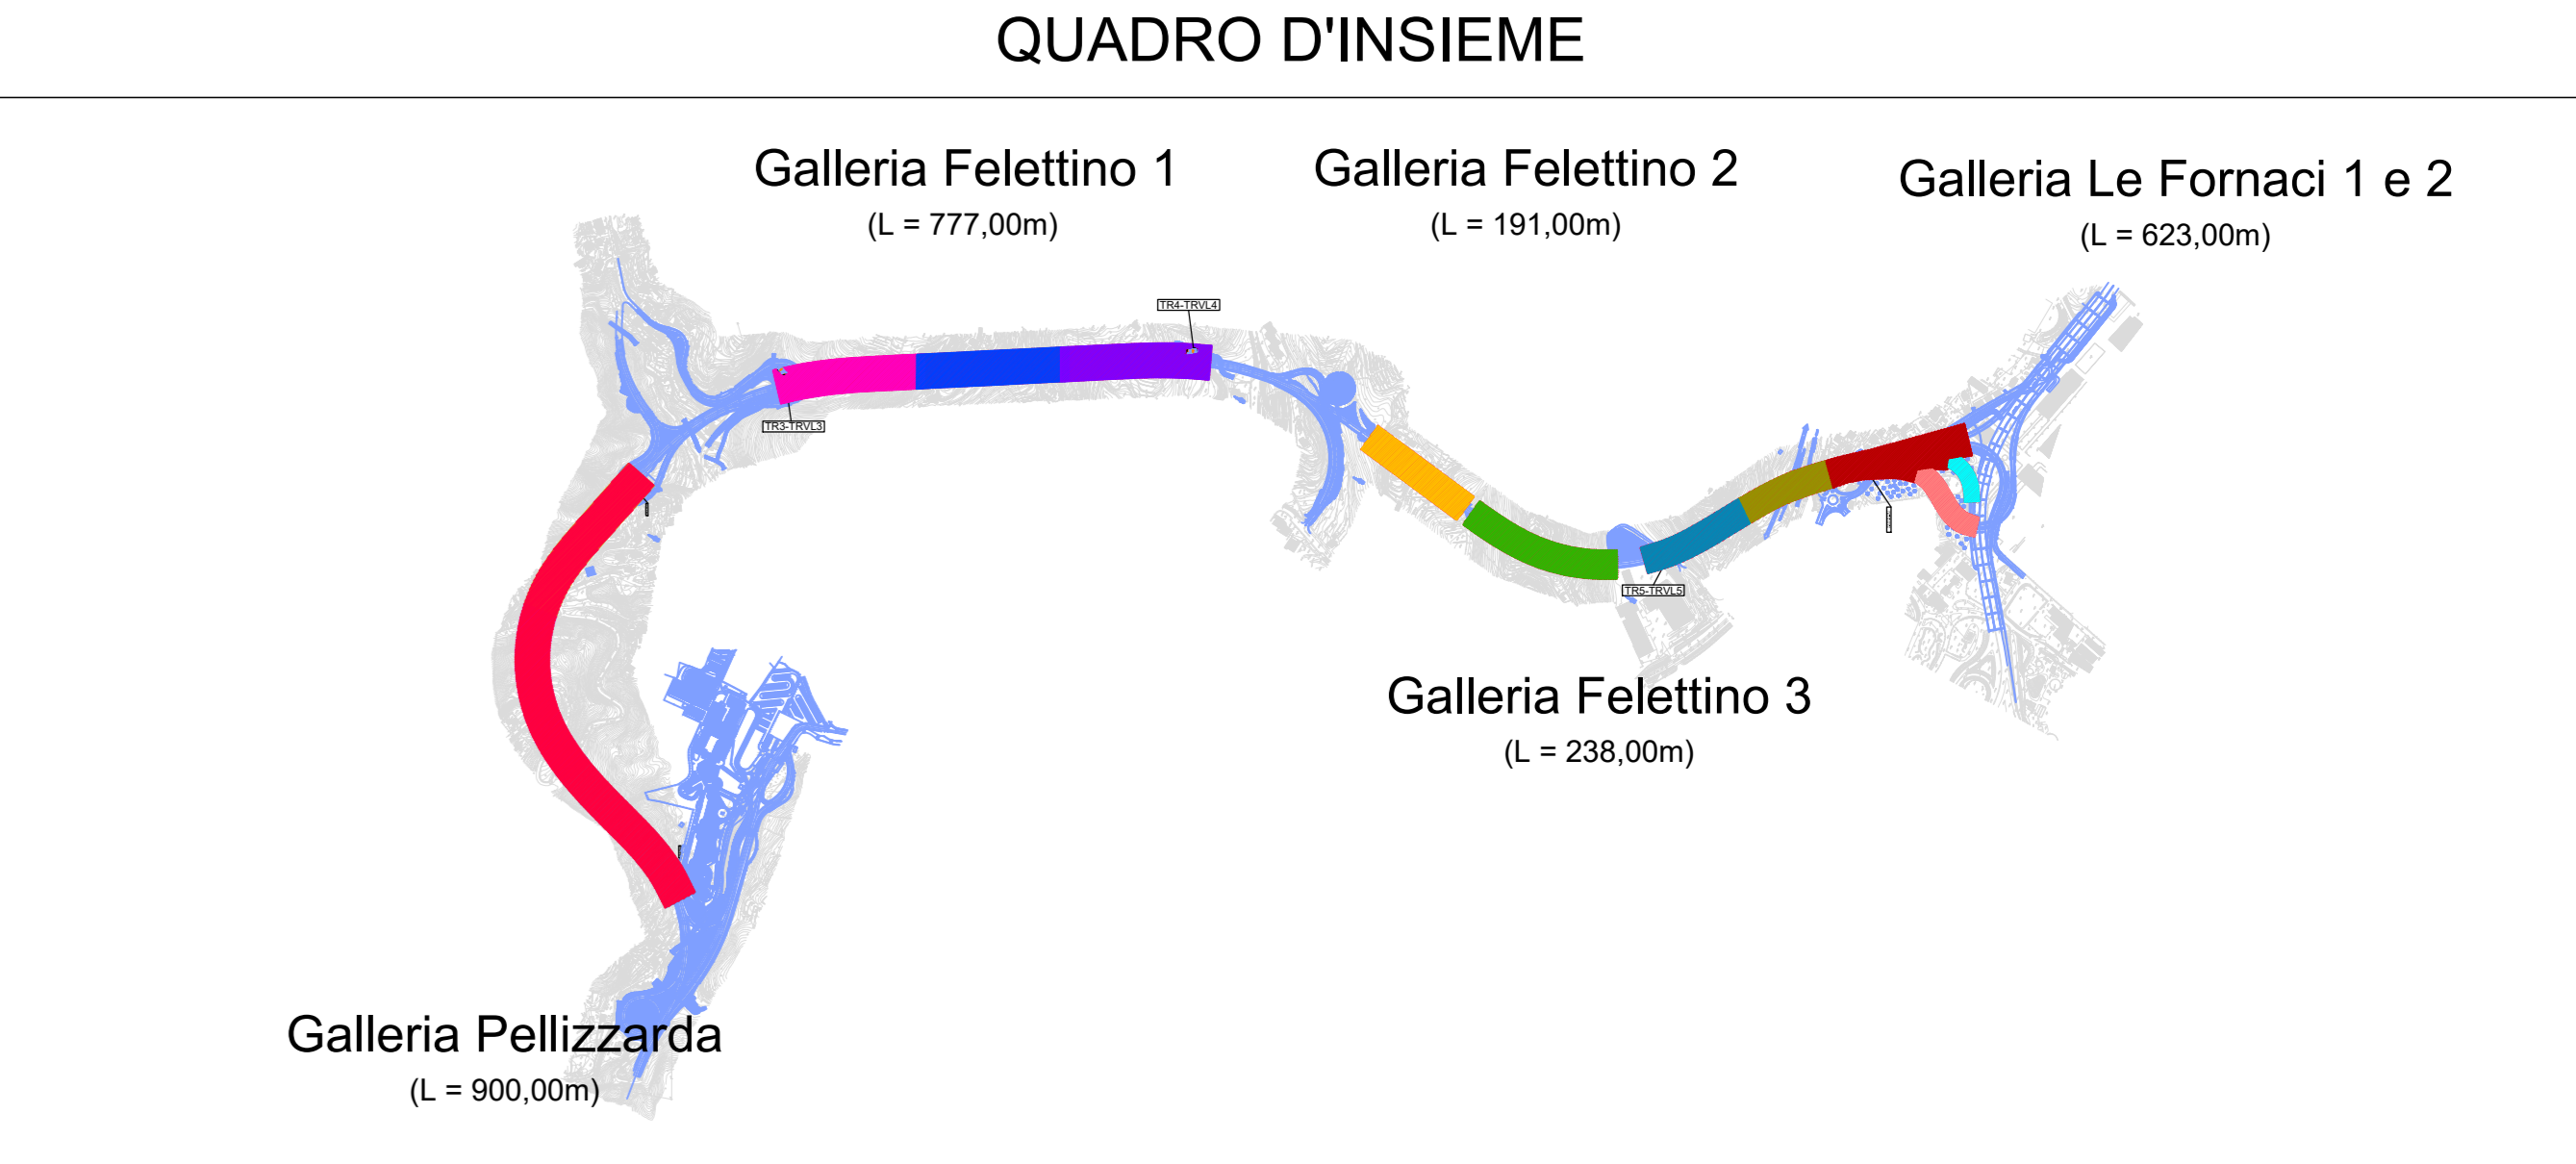 QUADRO D'INSIEME
Galleria Felettino 1
(L = 777,00m)
Galleria Felettino 2
(L = 191,00m)
Galleria Le Fornaci 1 e 2
(L = 623,00m)
TR4-TRVL4
TR3-TRVL3
TR5-TRVL5
Galleria Felettino 3
(L = 238,00m)
Galleria Pellizzarda
(L = 900,00m)